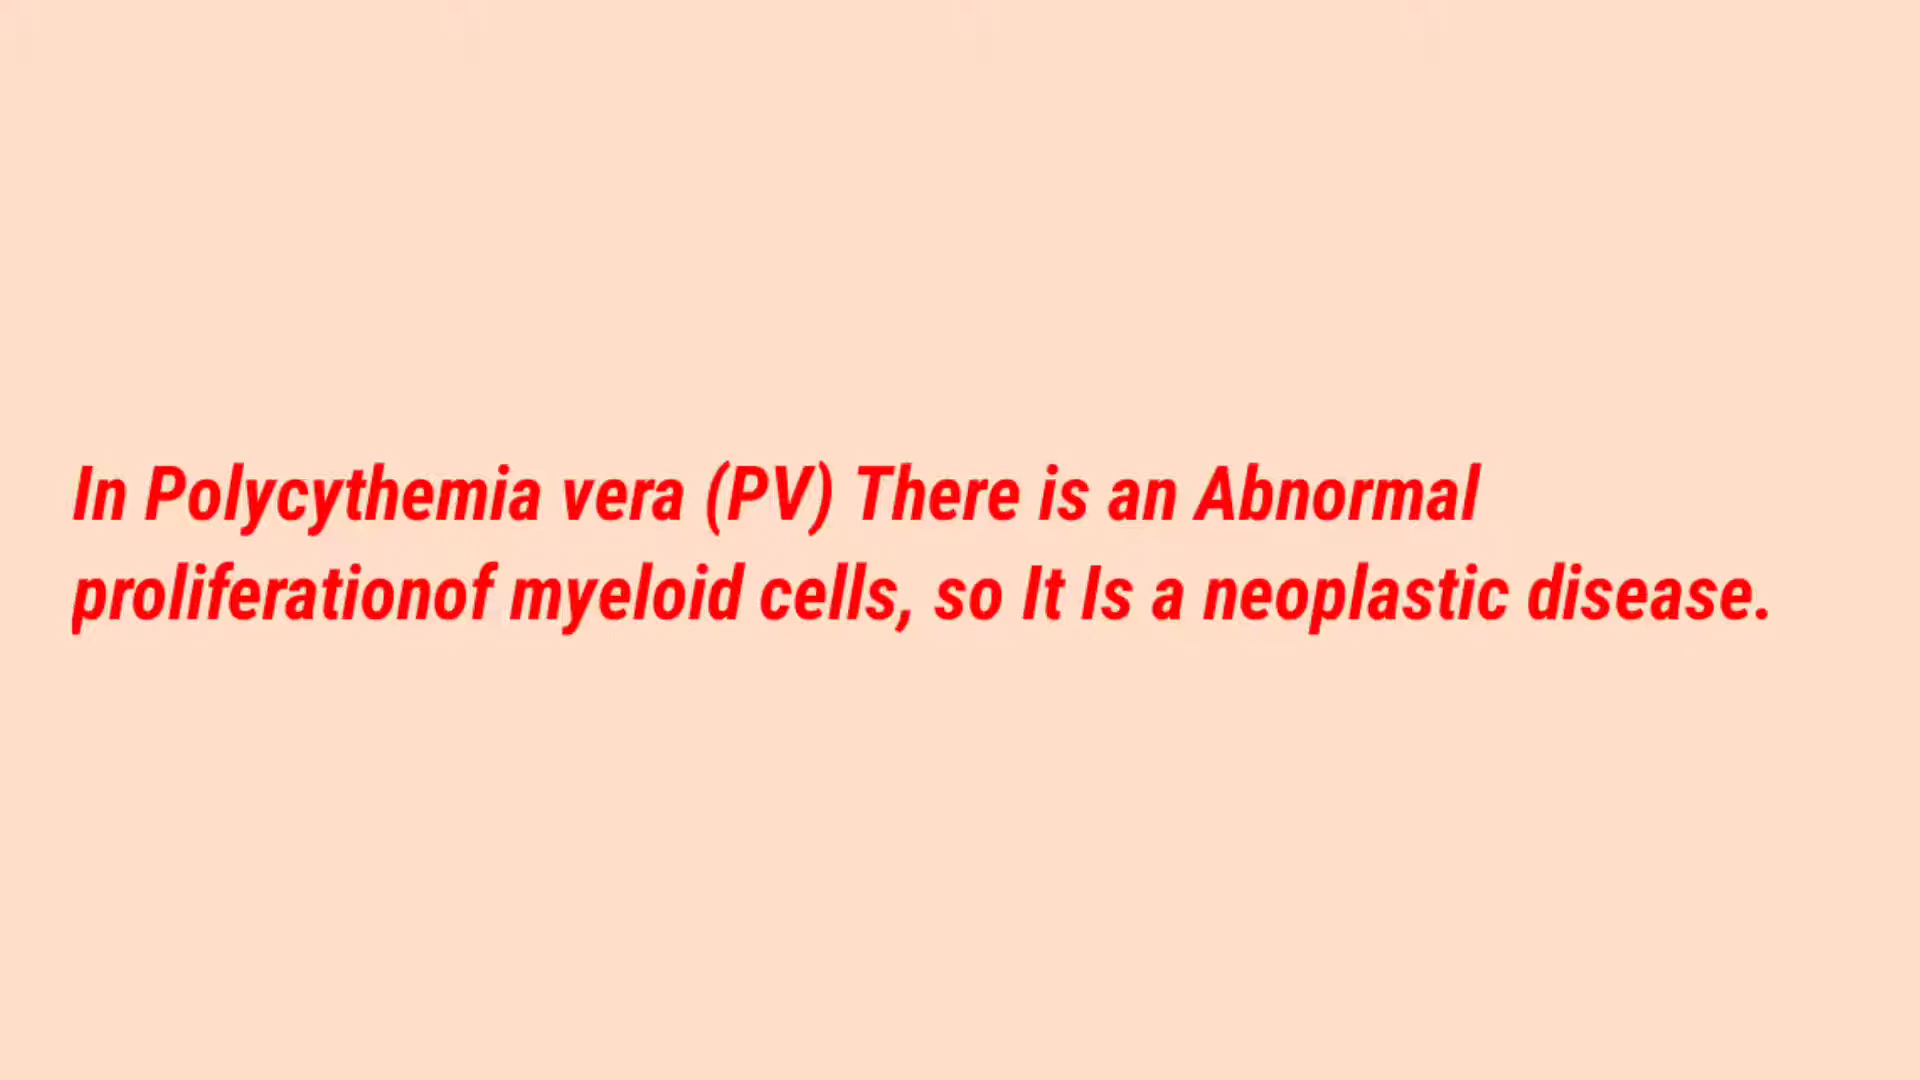 In Polycythemia vera (PV) There is an Abnormal
proliferationof myeloid cells, so It Is a neoplastic disease.